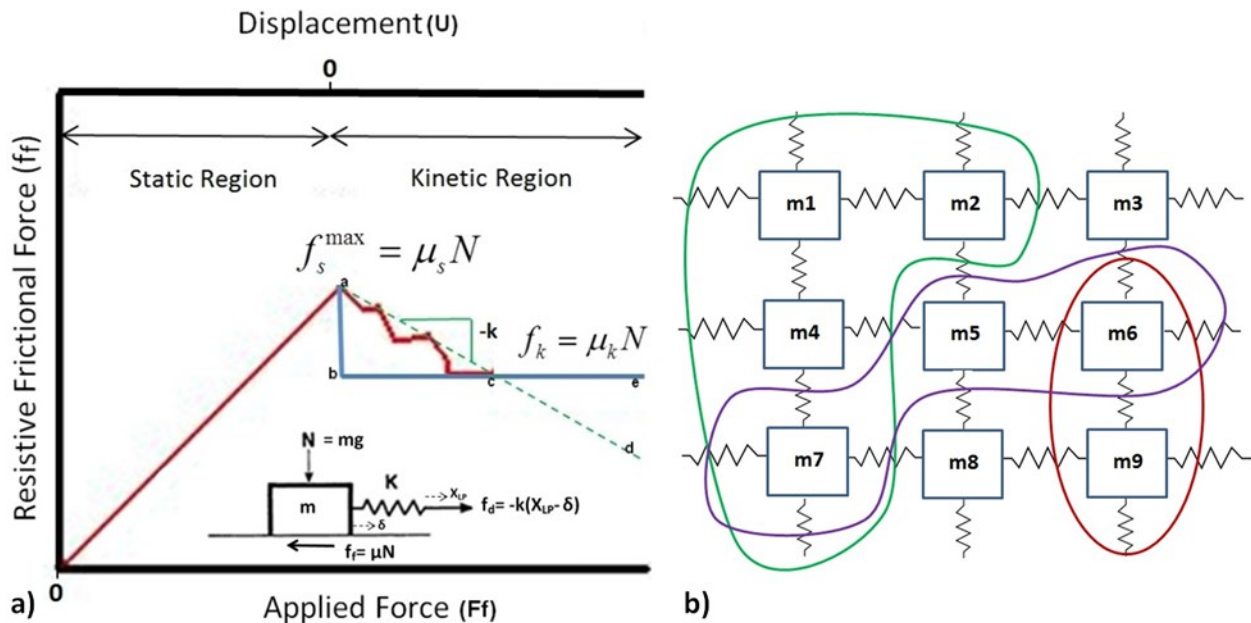 Displacement (U)
0
Static Region
Kinetic Region
Resistive Frictional Force (ff)
f_s^max = μ_s N
a
-k
f_k = μ_k N
b
c
e
d
N = mg
K
m
X_LP
δ
f_d= -k(X_LP- δ)
f_f= μN
0
Applied Force (Ff)
a)
m1
m2
m3
m4
m5
m6
m7
m8
m9
b)